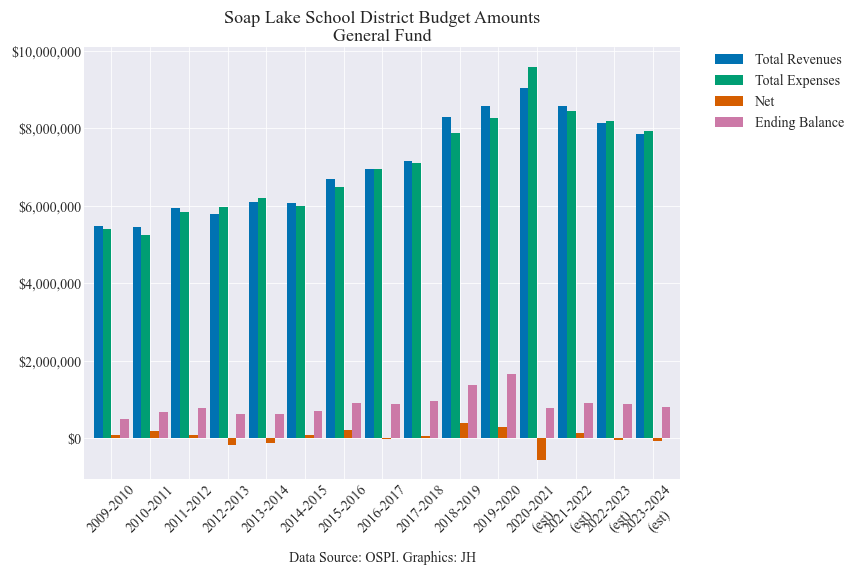 Soap Lake School District Budget Amounts
General Fund
$10,000,000
$8,000,000
$6,000,000
$4,000,000
$2,000,000
$0
Total Revenues
Total Expenses
Net
Ending Balance
2009-2010
2010-2011
2011-2012
2012-2013
2013-2014
2014-2015
2015-2016
2016-2017
2017-2018
2018-2019
2019-2020
2020-2021
(est)
2021-2022
(est)
2022-2023
(est)
2023-2024
(est)
Data Source: OSPI. Graphics: JH